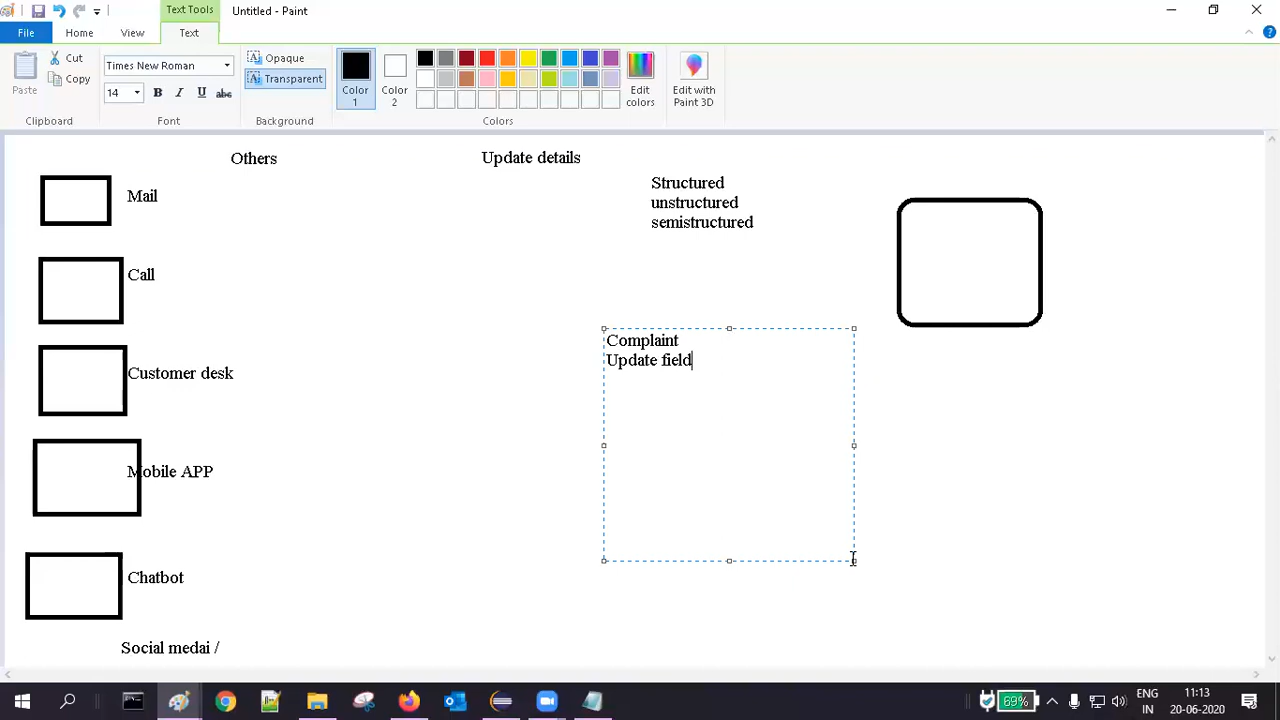 Text Tools
Untitled - Paint
File
Home
View
Text
Paste
Cut
Copy
Clipboard
Times New Roman
14
B
I
U
abc
Font
Opaque
Transparent
Background
Color
1
Color
2
Edit
colors
Colors
Edit with
Paint 3D
Others
Update details
Structured
unstructured
semistructured
Mail
Call
Customer desk
Mobile APP
Chatbot
Social medai /
Complaint
Update field
69%
ENG
IN
11:13
20-06-2020